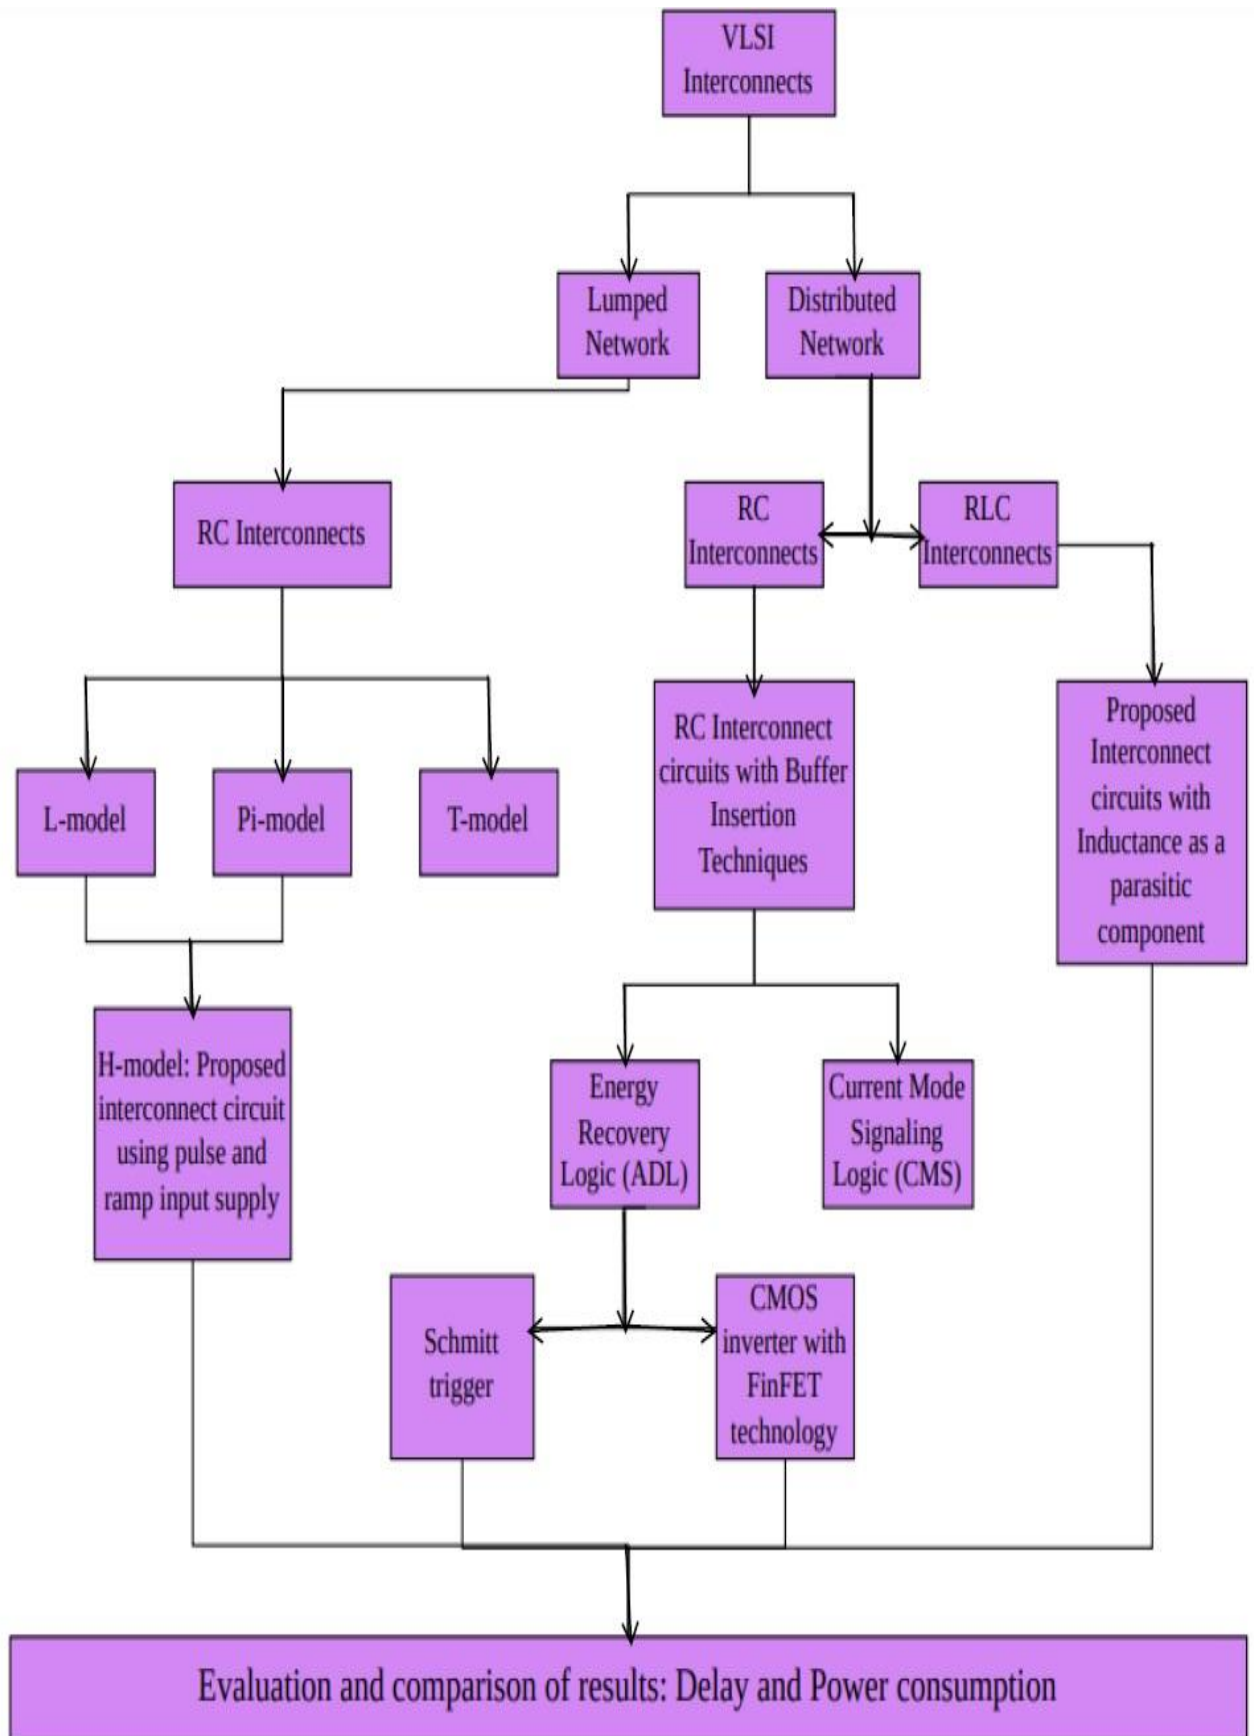 VLSI
Interconnects
Lumped
Network
Distributed
Network
RC Interconnects
RC
Interconnects
RLC
Interconnects
L-model
Pi-model
T-model
RC Interconnect
circuits with Buffer
Insertion
Techniques
Proposed
Interconnect
circuits with
Inductance as a
parasitic
component
H-model: Proposed
interconnect circuit
using pulse and
ramp input supply
Energy
Recovery
Logic (ADL)
Current Mode
Signaling
Logic (CMS)
Schmitt
trigger
CMOS
inverter with
FinFET
technology
Evaluation and comparison of results: Delay and Power consumption